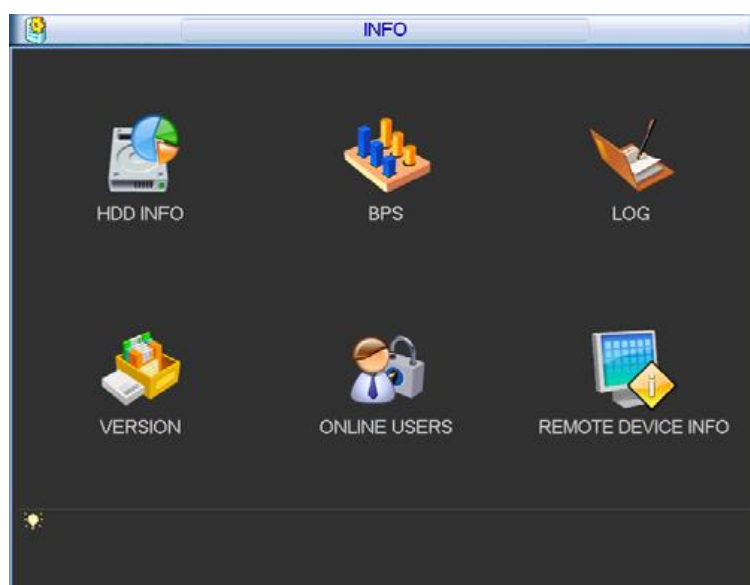 INFO
HDD INFO
BPS
LOG
VERSION
ONLINE USERS
REMOTE DEVICE INFO